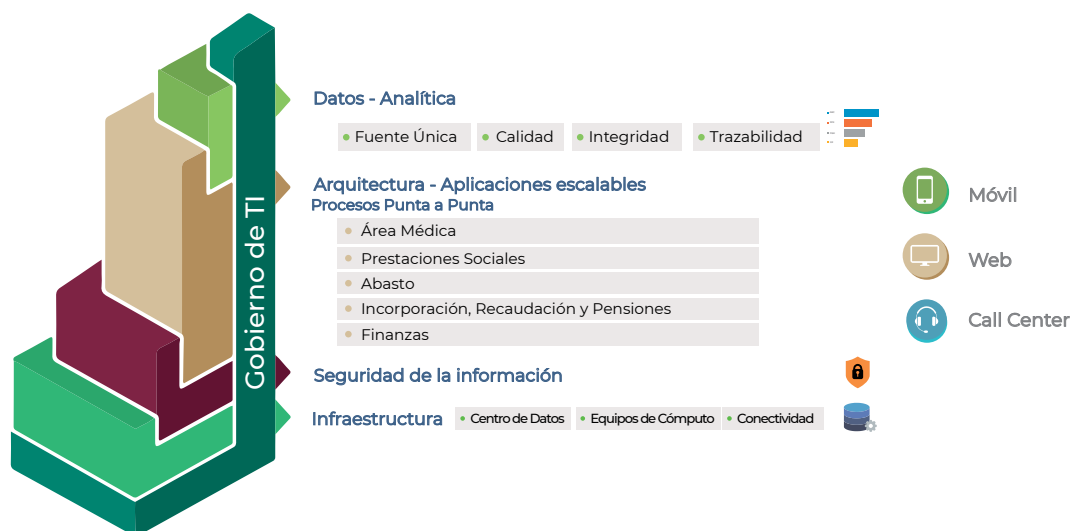 Gobierno de TI
Datos - Analítica
Fuente Única
Calidad
Integridad
Trazabilidad
Arquitectura - Aplicaciones escalables
Procesos Punta a Punta
Área Médica
Prestaciones Sociales
Abasto
Incorporación, Recaudación y Pensiones
Finanzas
Móvil
Web
Call Center
Seguridad de la información
Infraestructura
Centro de Datos
Equipos de Cómputo
Conectividad